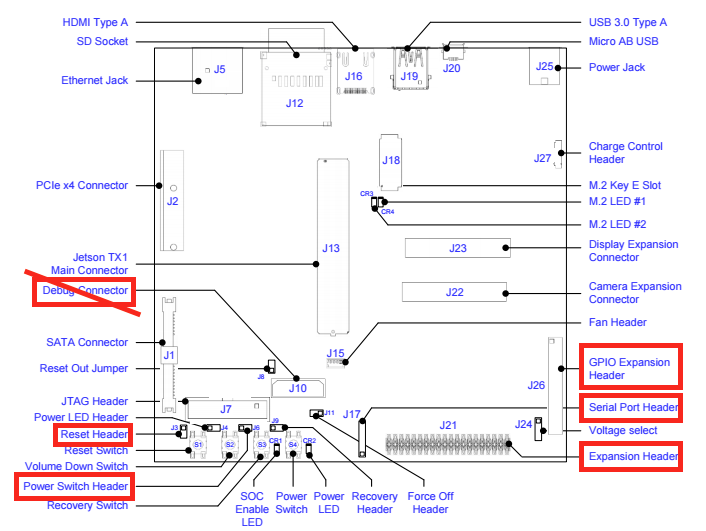 HDMI Type A
USB 3.0 Type A
SD Socket
Micro AB USB
J5
J12
J16
J19
J20
J25
Ethernet Jack
Power Jack
J18
J27
Charge Control
Header
PCIe x4 Connector
J2
CR3
CR4
M.2 Key E Slot
M.2 LED #1
M.2 LED #2
Jetson TX1
Main Connector
J13
J23
Display Expansion
Connector
Debug Connector
J22
Camera Expansion
Connector
SATA Connector
J1
J15
Fan Header
Reset Out Jumper
J8
J10
J26
GPIO Expansion
Header
JTAG Header
J7
J11
J17
Serial Port Header
Power LED Header
J3
J4
J6
J9
J21
J24
Voltage select
Reset Header
Reset Switch
S1
S2
S3
CR1
S4
CR2
Expansion Header
Volume Down Switch
Power Switch Header
Recovery Switch
SOC
Enable
LED
Power
Switch
Power
LED
Recovery
Header
Force Off
Header